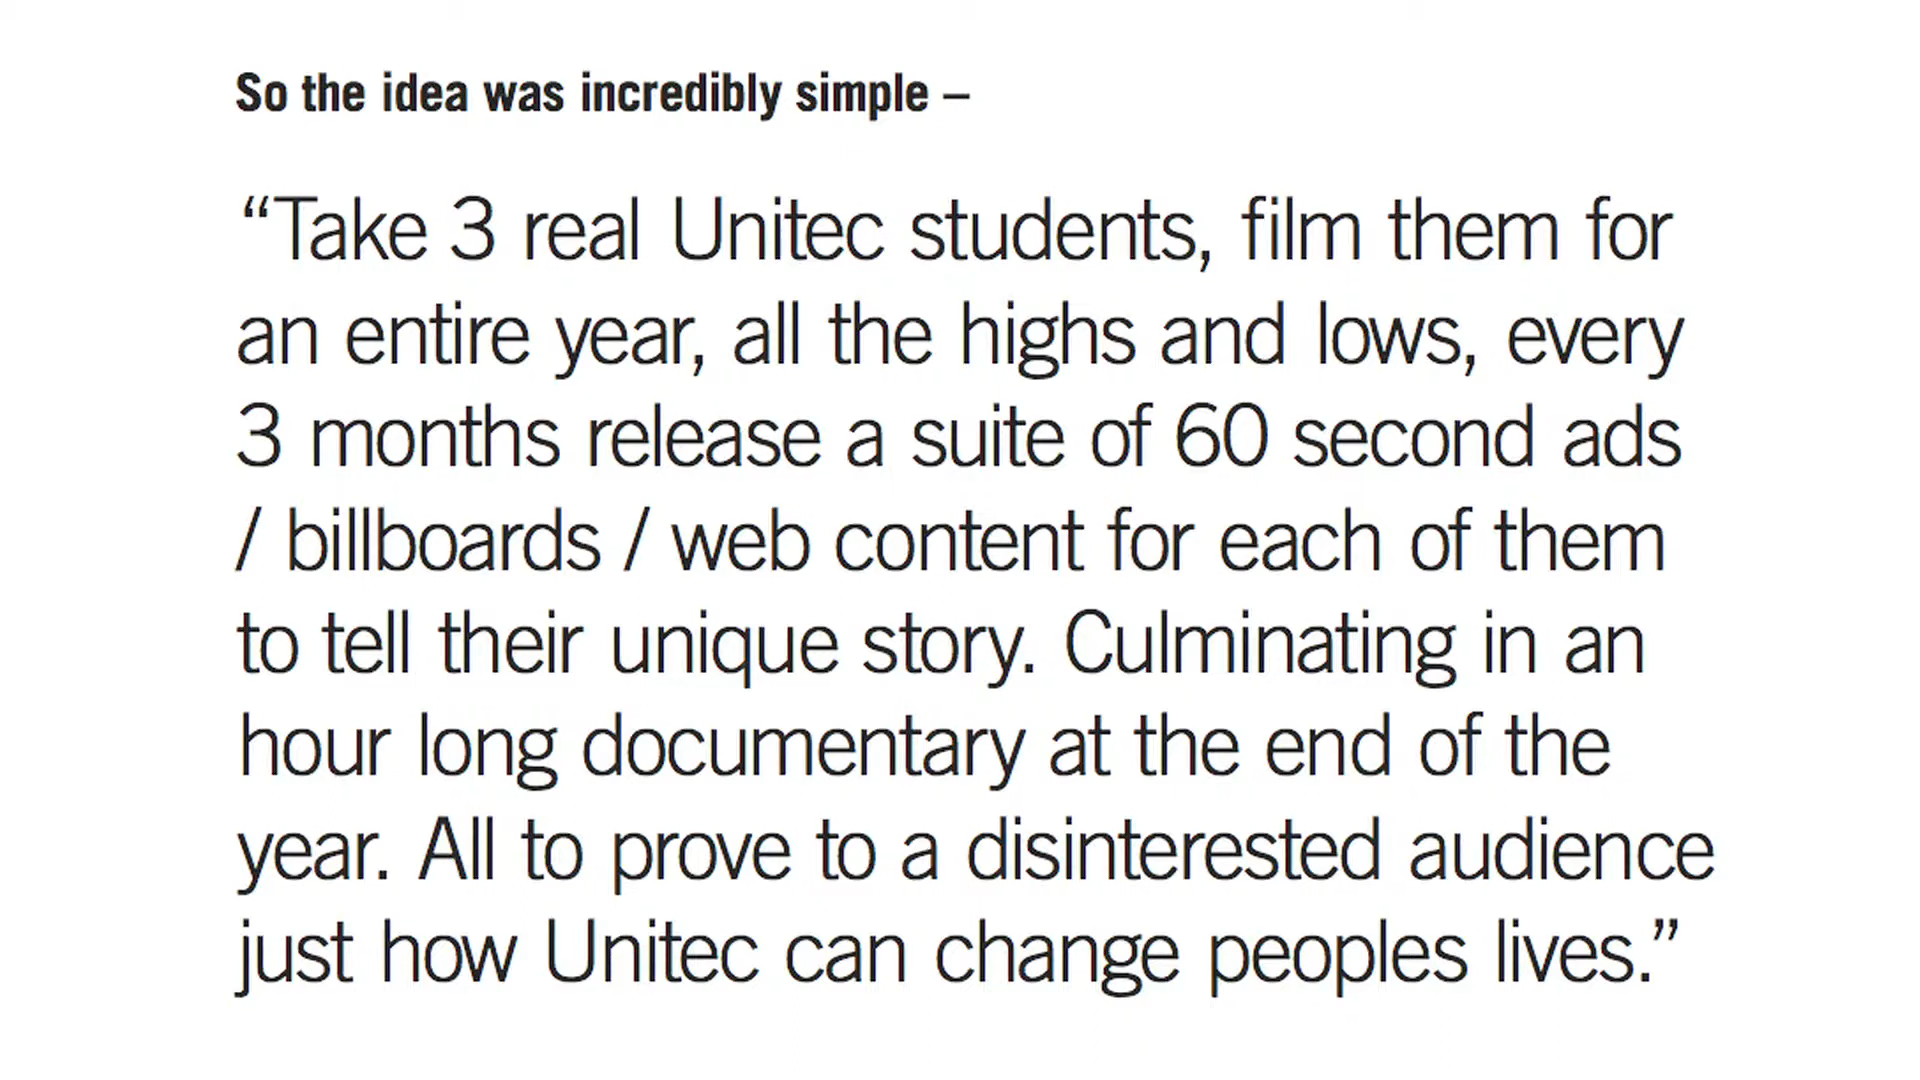 So the idea was incredibly simple –
“Take 3 real Unitec students, film them for
an entire year, all the highs and lows, every
3 months release a suite of 60 second ads
/ billboards / web content for each of them
to tell their unique story. Culminating in an
hour long documentary at the end of the
year. All to prove to a disinterested audience
just how Unitec can change peoples lives.”